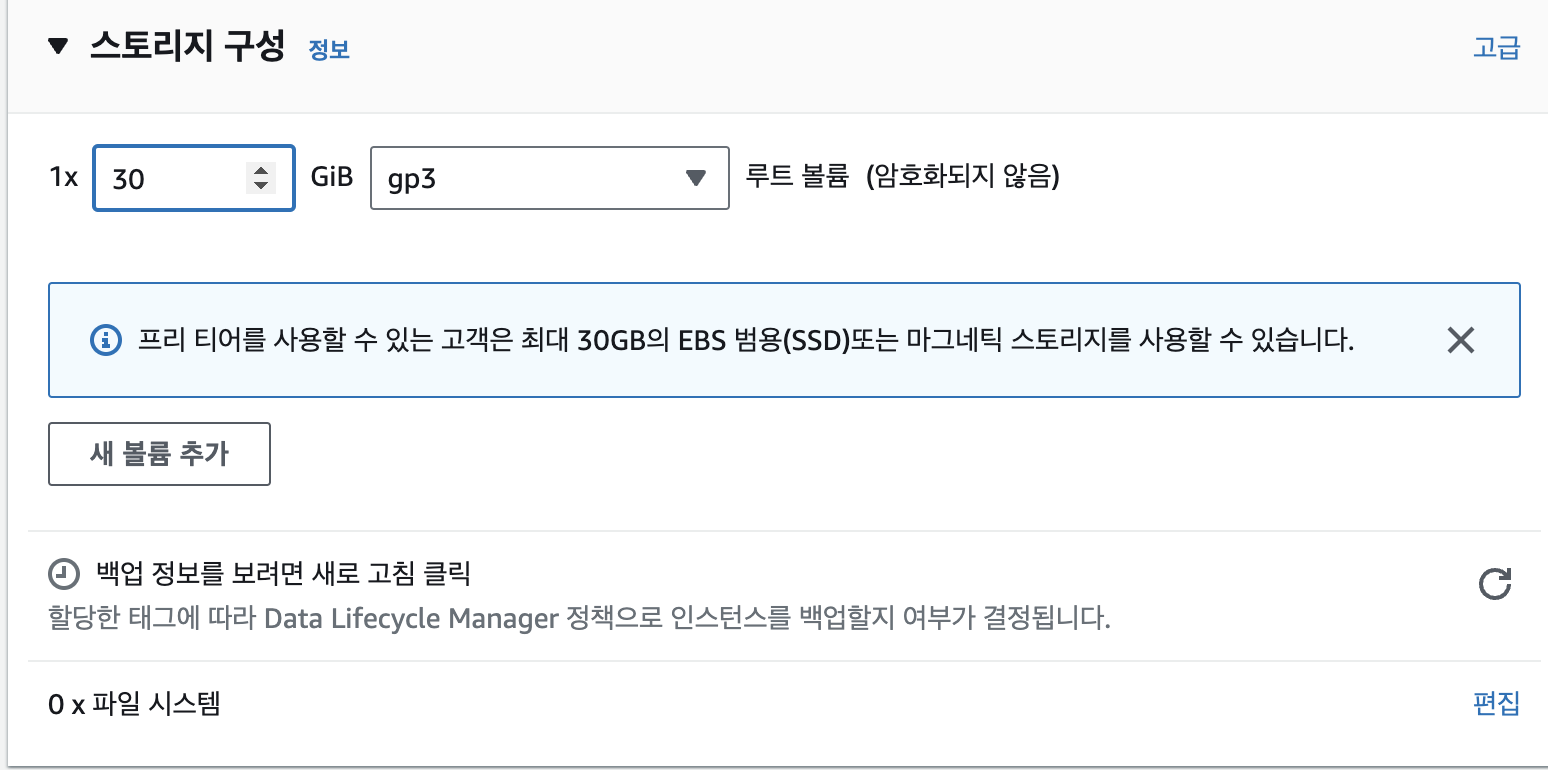 스토리지 구성 정보 고급
1x 30 GiB gp3 루트 볼륨 (암호화되지 않음)
프리 티어를 사용할 수 있는 고객은 최대 30GB의 EBS 범용(SSD)또는 마그네틱 스토리지를 사용할 수 있습니다.
새 볼륨 추가
백업 정보를 보려면 새로 고침 클릭
할당한 태그에 따라 Data Lifecycle Manager 정책으로 인스턴스를 백업할지 여부가 결정됩니다.
0 x 파일 시스템 편집